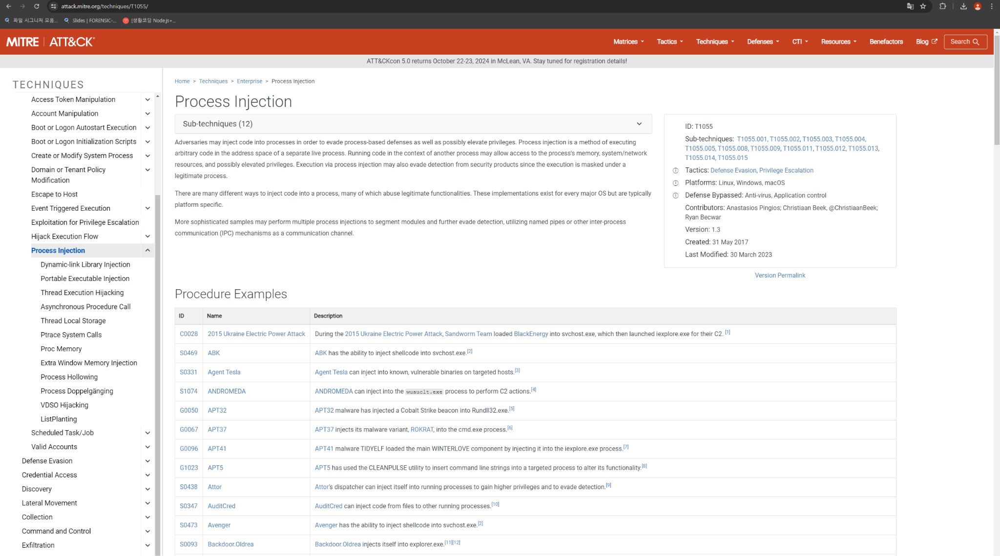 attack.mitre.org/techniques/T1055/
파일 시그니처 모음...
Slides | FORENSIC-...
[생활코딩 Node.js+...
MITRE | ATT&CK®
Matrices
Tactics
Techniques
Defenses
CTI
Resources
Benefactors
Blog
Search
ATT&CKcon 5.0 returns October 22-23, 2024 in McLean, VA. Stay tuned for registration details!
TECHNIQUES
Access Token Manipulation
Account Manipulation
Boot or Logon Autostart Execution
Boot or Logon Initialization Scripts
Create or Modify System Process
Domain or Tenant Policy
Modification
Escape to Host
Event Triggered Execution
Exploitation for Privilege Escalation
Hijack Execution Flow
Process Injection
Dynamic-link Library Injection
Portable Executable Injection
Thread Execution Hijacking
Asynchronous Procedure Call
Thread Local Storage
Ptrace System Calls
Proc Memory
Extra Window Memory Injection
Process Hollowing
Process Doppelgänging
VDSO Hijacking
ListPlanting
Scheduled Task/Job
Valid Accounts
Defense Evasion
Credential Access
Discovery
Lateral Movement
Collection
Command and Control
Exfiltration
Home > Techniques > Enterprise > Process Injection
Process Injection
Sub-techniques (12)
Adversaries may inject code into processes in order to evade process-based defenses as well as possibly elevate privileges. Process injection is a method of executing
arbitrary code in the address space of a separate live process. Running code in the context of another process may allow access to the process's memory, system/network
resources, and possibly elevated privileges. Execution via process injection may also evade detection from security products since the execution is masked under a
legitimate process.
There are many different ways to inject code into a process, many of which abuse legitimate functionalities. These implementations exist for every major OS but are typically
platform specific.
More sophisticated samples may perform multiple process injections to segment modules and further evade detection, utilizing named pipes or other inter-process
communication (IPC) mechanisms as a communication channel.
ID: T1055
Sub-techniques: T1055.001, T1055.002, T1055.003, T1055.004,
T1055.005, T1055.008, T1055.009, T1055.011, T1055.012, T1055.013,
T1055.014, T1055.015
Tactics: Defense Evasion, Privilege Escalation
Platforms: Linux, Windows, macOS
Defense Bypassed: Anti-virus, Application control
Contributors: Anastasios Pingios; Christiaan Beek, @ChristiaanBeek;
Ryan Becwar
Version: 1.3
Created: 31 May 2017
Last Modified: 30 March 2023
Version Permalink
Procedure Examples
ID Name Description
C0028 2015 Ukraine Electric Power Attack During the 2015 Ukraine Electric Power Attack, Sandworm Team loaded BlackEnergy into svchost.exe, which then launched iexplore.exe for their C2. [1]
S0469 ABK ABK has the ability to inject shellcode into svchost.exe.[2]
S0331 Agent Tesla Agent Tesla can inject into known, vulnerable binaries on targeted hosts.[3]
S1074 ANDROMEDA ANDROMEDA can inject into the wuauclt.exe process to perform C2 actions.[4]
G0050 APT32 APT32 malware has injected a Cobalt Strike beacon into Rundll32.exe.[5]
G0067 APT37 APT37 injects its malware variant, ROKRAT, into the cmd.exe process.[6]
G0096 APT41 APT41 malware TIDYELF loaded the main WINTERLOVE component by injecting it into the iexplore.exe process.[7]
G1023 APT5 APT5 has used the CLEANPULSE utility to insert command line strings into a targeted process to alter its functionality.[8]
S0438 Attor Attor's dispatcher can inject itself into running processes to gain higher privileges and to evade detection.[9]
S0347 AuditCred AuditCred can inject code from files to other running processes.[10]
S0473 Avenger Avenger has the ability to inject shellcode into svchost.exe.[2]
S0093 Backdoor.Oldrea Backdoor.Oldrea injects itself into explorer.exe.[11][12]